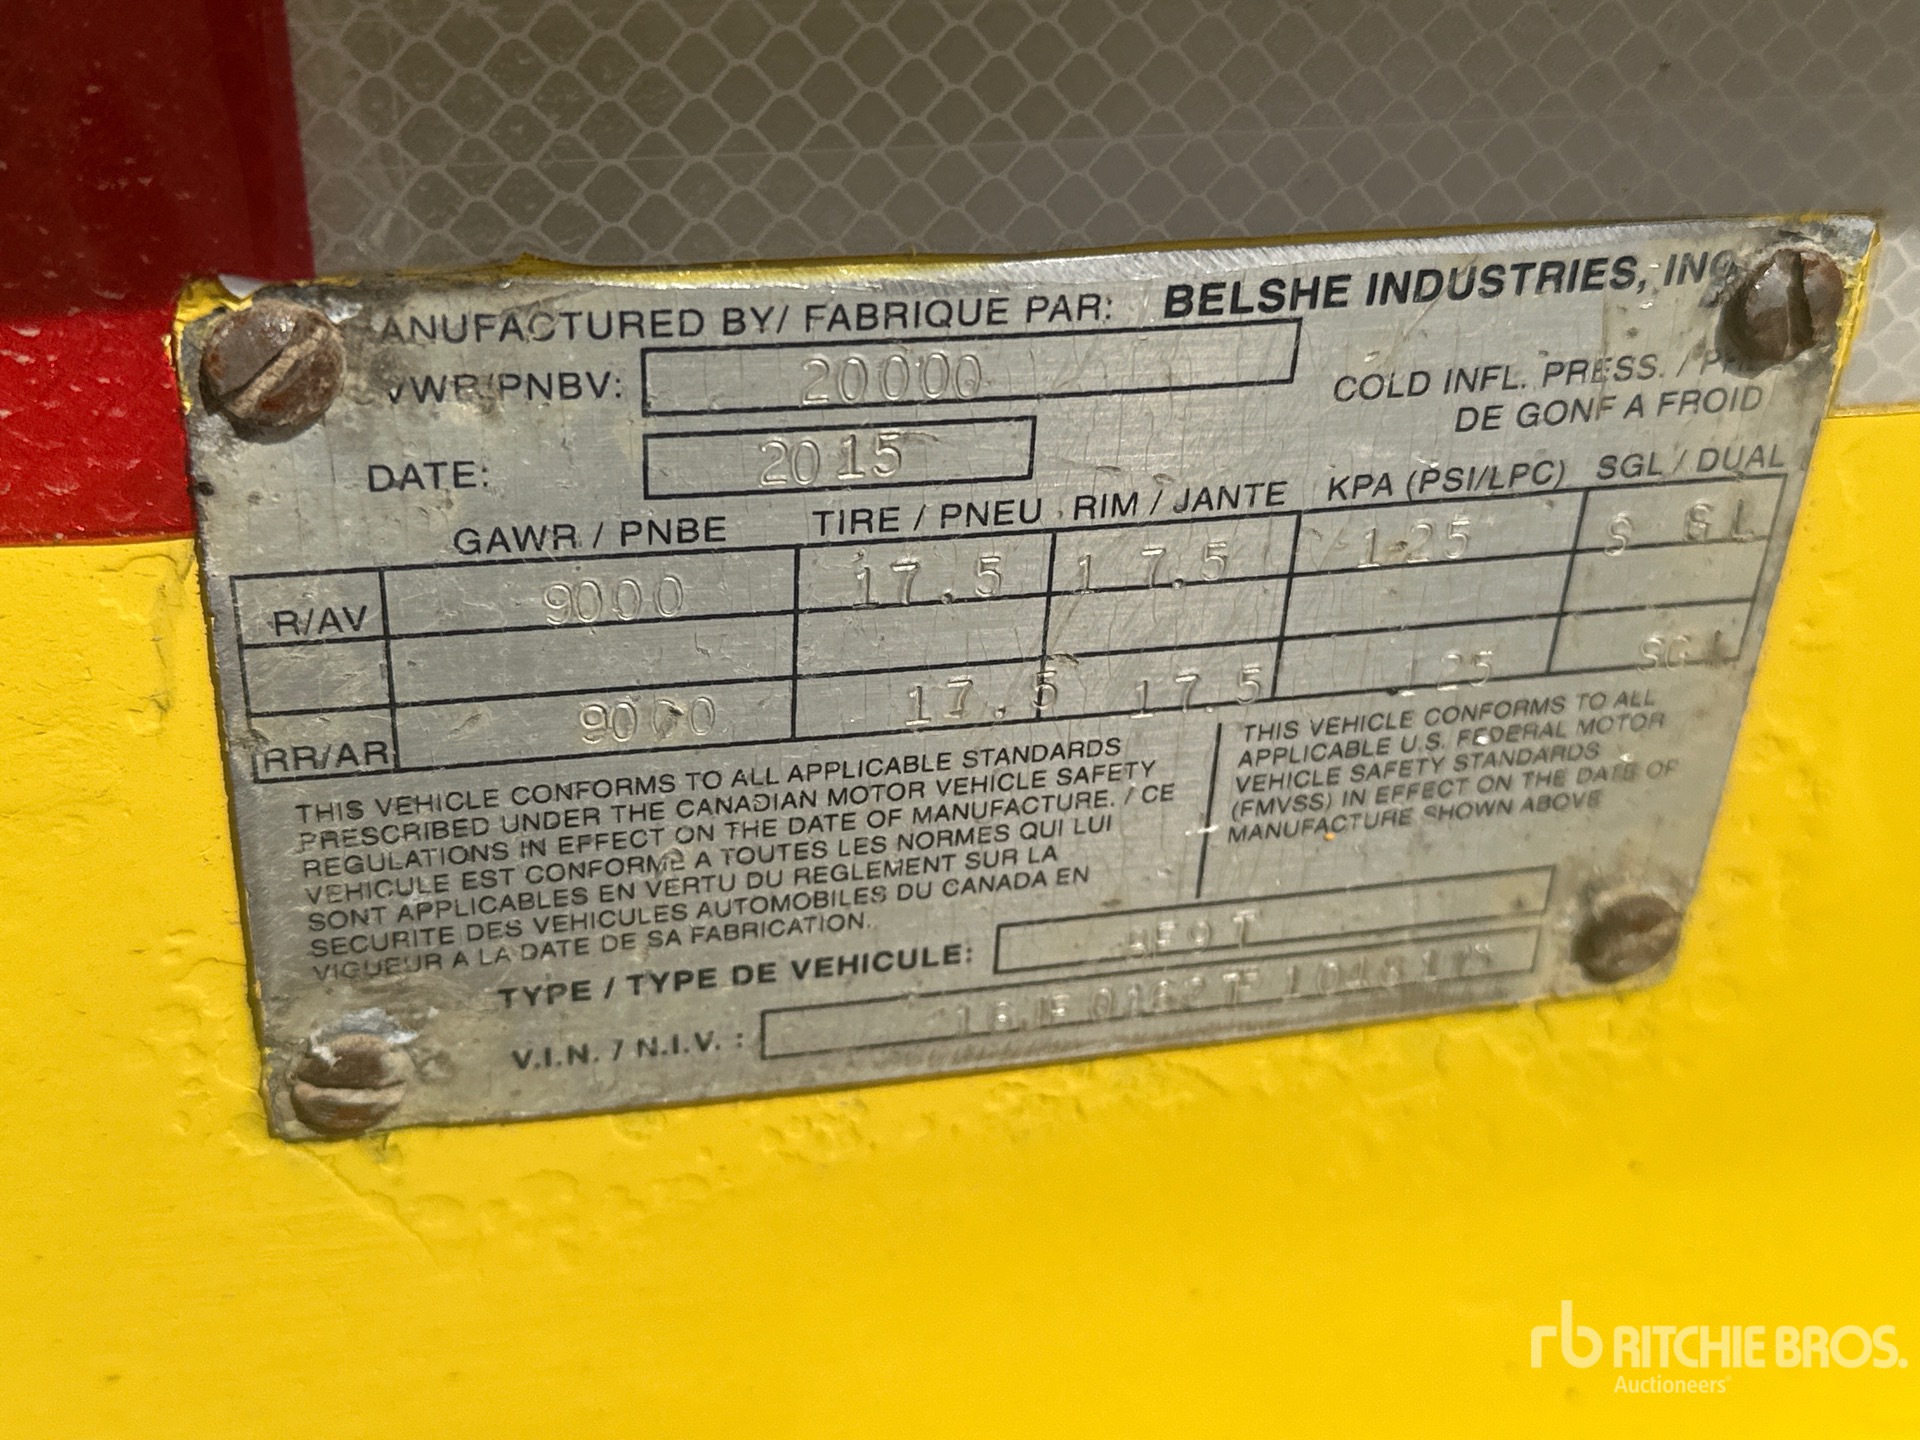 ANUFACTURED BY/ FABRIQUE PAR: BELSHE INDUSTRIES, INC
VWR/PNBV: 20000
COLD INFL. PRESS. /
DE GONF A FROID
DATE: 2015
GAWR / PNBE TIRE / PNEU RIM / JANTE KPA (PSI/LPC) SGL / DUAL
R/AV 9000 17.5 17.5 125 S SGL
RR/AR 9000 17.5 17.5 125 SGL
THIS VEHICLE CONFORMS TO ALL APPLICABLE STANDARDS
PRESCRIBED UNDER THE CANADIAN MOTOR VEHICLE SAFETY
REGULATIONS IN EFFECT ON THE DATE OF MANUFACTURE. / CE
VEHICULE EST CONFORME A TOUTES LES NORMES QUI LUI
SONT APPLICABLES EN VERTU DU REGLEMENT SUR LA
SECURITE DES VEHICULES AUTOMOBILES DU CANADA EN
VIGUEUR A LA DATE DE SA FABRICATION.
THIS VEHICLE CONFORMS TO ALL
APPLICABLE U.S. FEDERAL MOTOR
VEHICLE SAFETY STANDARDS
(FMVSS) IN EFFECT ON THE DATE OF
MANUFACTURE SHOWN ABOVE
TYPE / TYPE DE VEHICULE:
V.I.N. / N.I.V. :
rb RITCHIE BROS.
Auctioneers